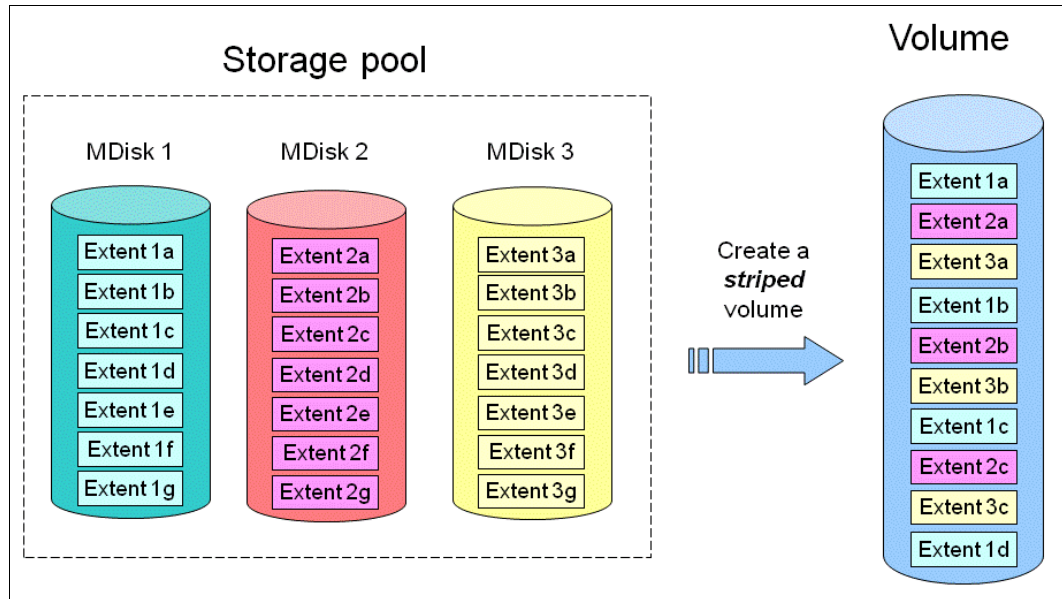 Storage pool
Volume
MDisk 1
MDisk 2
MDisk 3
Extent 1a
Extent 1b
Extent 1c
Extent 1d
Extent 1e
Extent 1f
Extent 1g
Extent 2a
Extent 2b
Extent 2c
Extent 2d
Extent 2e
Extent 2f
Extent 2g
Extent 3a
Extent 3b
Extent 3c
Extent 3d
Extent 3e
Extent 3f
Extent 3g
Create a
striped
volume
Extent 1a
Extent 2a
Extent 3a
Extent 1b
Extent 2b
Extent 3b
Extent 1c
Extent 2c
Extent 3c
Extent 1d